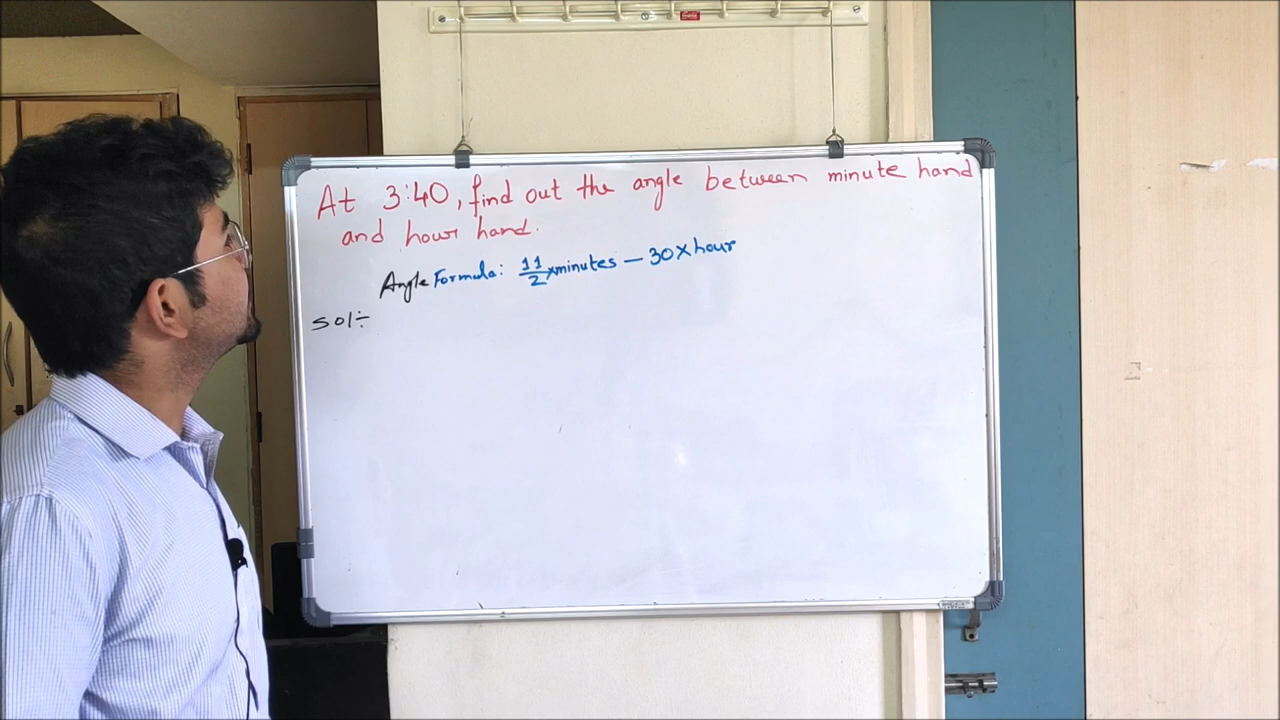 At 3:40, find out the angle between minute hand
and hour hand.
Angle Formula: 11/2 x minutes - 30 x hour
Sol÷